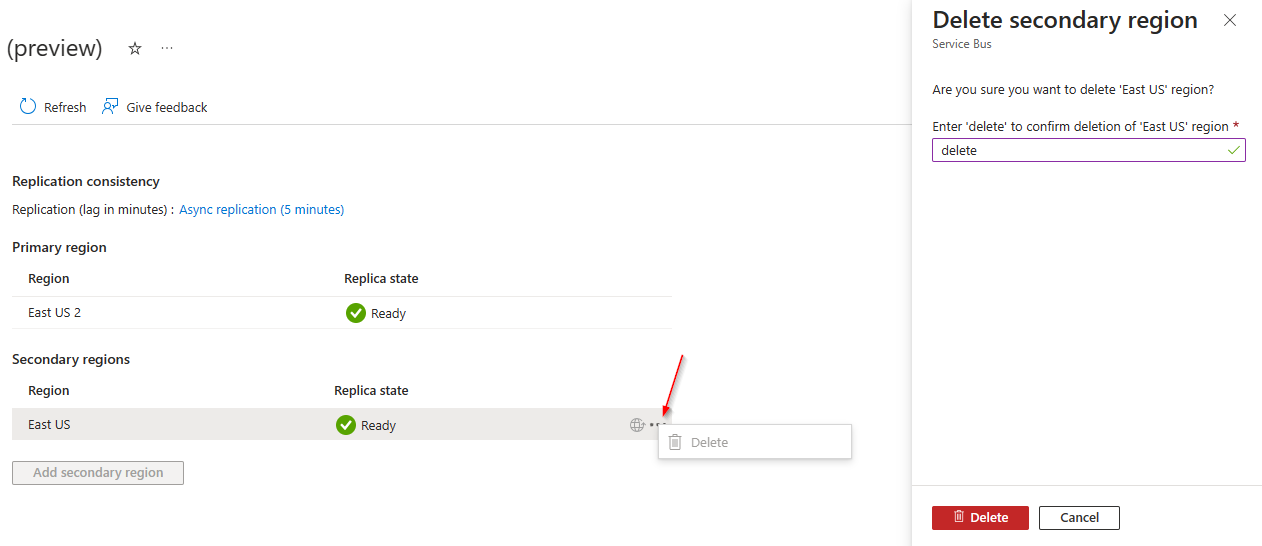 (preview)
Refresh Give feedback
Replication consistency
Replication (lag in minutes) : Async replication (5 minutes)
Primary region
Region Replica state
East US 2 Ready
Secondary regions
Region Replica state
East US Ready
Delete
Add secondary region
Delete secondary region
Service Bus
Are you sure you want to delete 'East US' region?
Enter 'delete' to confirm deletion of 'East US' region *
delete
Delete Cancel